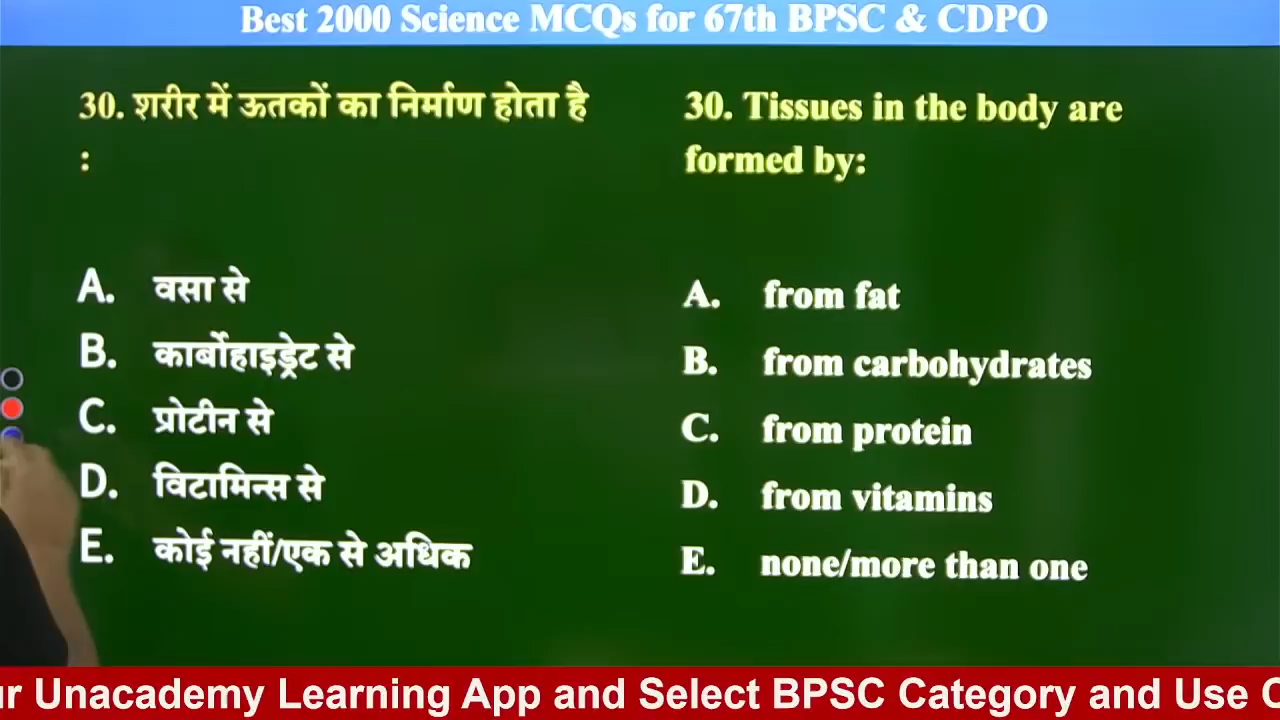 Best 2000 Science MCQs for 67th BPSC & CDPO
30. शरीर में ऊतकों का निर्माण होता है
:
A. वसा से
B. कार्बोहाइड्रेट से
C. प्रोटीन से
D. विटामिन्स से
E. कोई नहीं/एक से अधिक
30. Tissues in the body are
formed by:
A. from fat
B. from carbohydrates
C. from protein
D. from vitamins
E. none/more than one
Unacademy Learning App and Select BPSC Category and Use